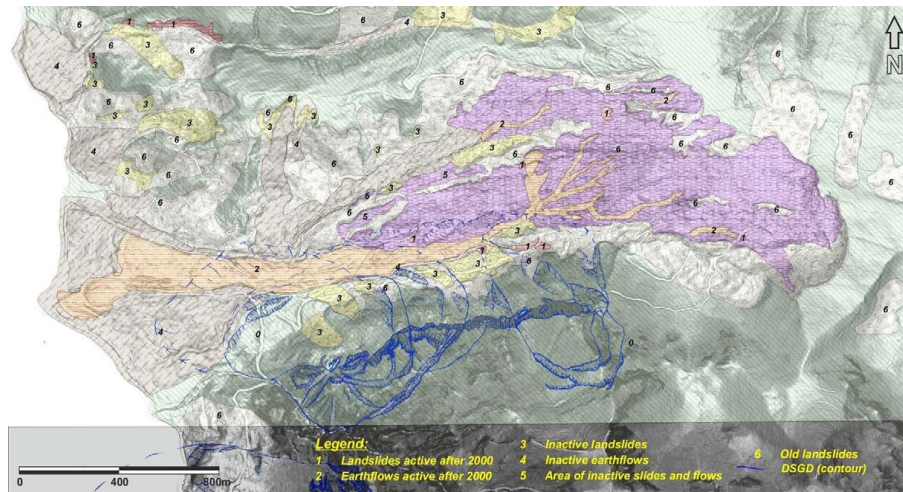 N
Legend:
1 Landslides active after 2000
2 Earthflows active after 2000
3 Inactive landslides
4 Inactive earthflows
5 Area of inactive slides and flows
6 Old landslides
DSGD (contour)
0 400 800m